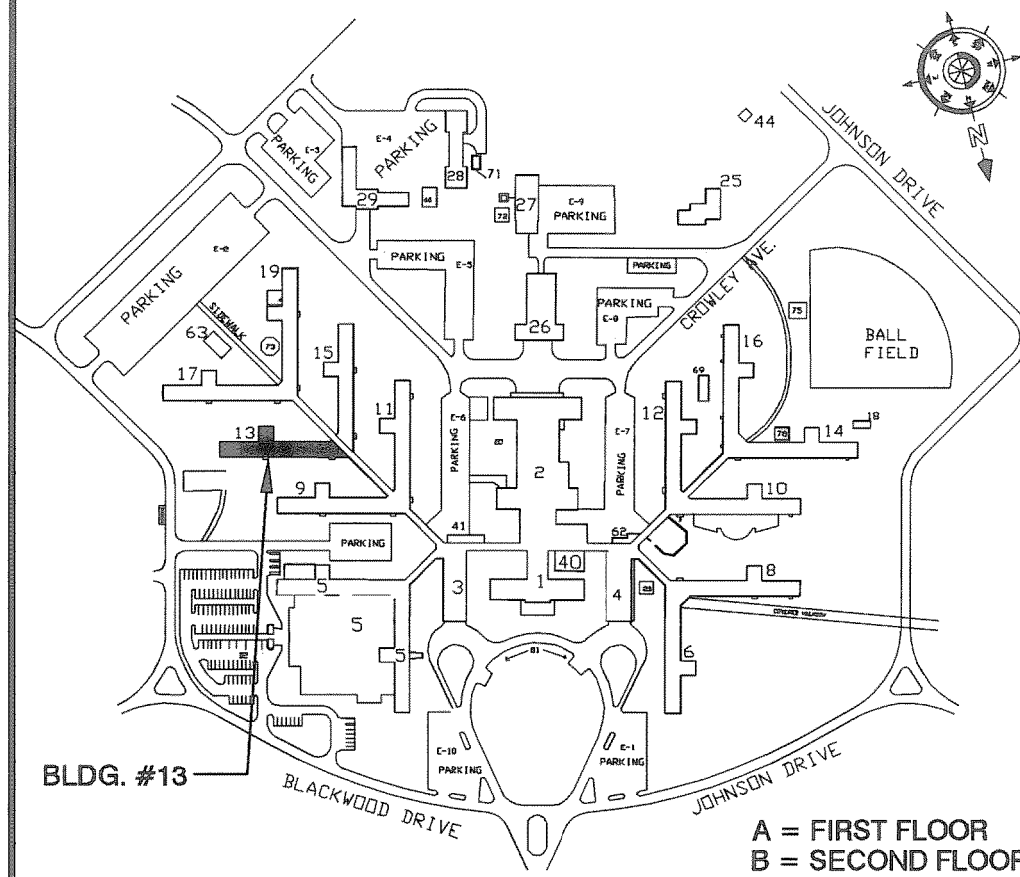 N
JOHNSON DRIVE
44
E-4
PARKING
E-3
PARKING
28
71
25
29
27
E-9
PARKING
72
E-2
PARKING
PARKING
E-5
PARKING
CROWLEY AVE.
19
PARKING
E-8
26
75
BALL
FIELD
SIDEWALK
63
73
15
16
17
11
69
12
18
E-6
PARKING
E-7
PARKING
13
2
14
9
10
41
62
PARKING
40
5
3
1
4
8
5
COVERED WALKWAY
5
6
81
E-10
PARKING
E-1
PARKING
BLDG. #13
BLACKWOOD DRIVE
JOHNSON DRIVE
A = FIRST FLOOR
B = SECOND FLOOR